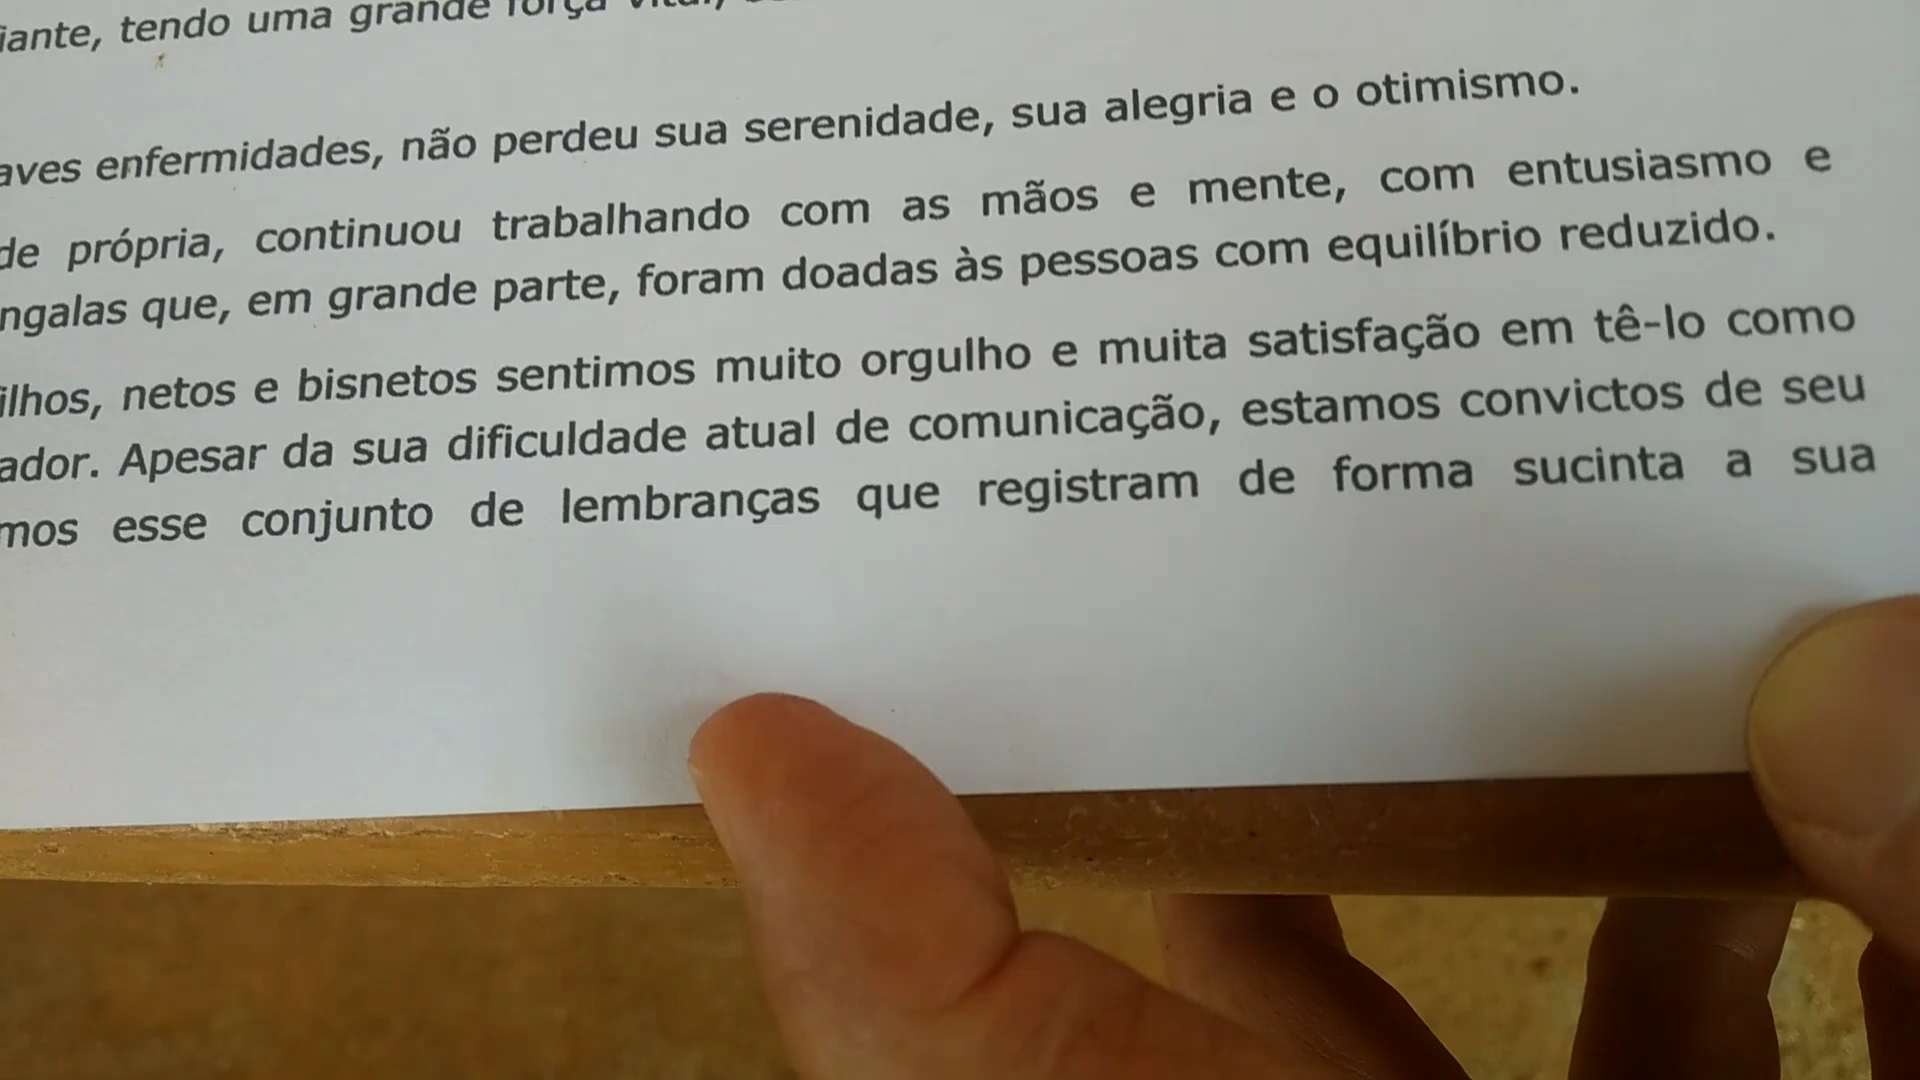 iante, tendo uma grande força vital,
aves enfermidades, não perdeu sua serenidade, sua alegria e o otimismo.
de própria, continuou trabalhando com as mãos e mente, com entusiasmo e
ngalas que, em grande parte, foram doadas às pessoas com equilíbrio reduzido.
ilhos, netos e bisnetos sentimos muito orgulho e muita satisfação em tê-lo como
ador. Apesar da sua dificuldade atual de comunicação, estamos convictos de seu
mos esse conjunto de lembranças que registram de forma sucinta a sua